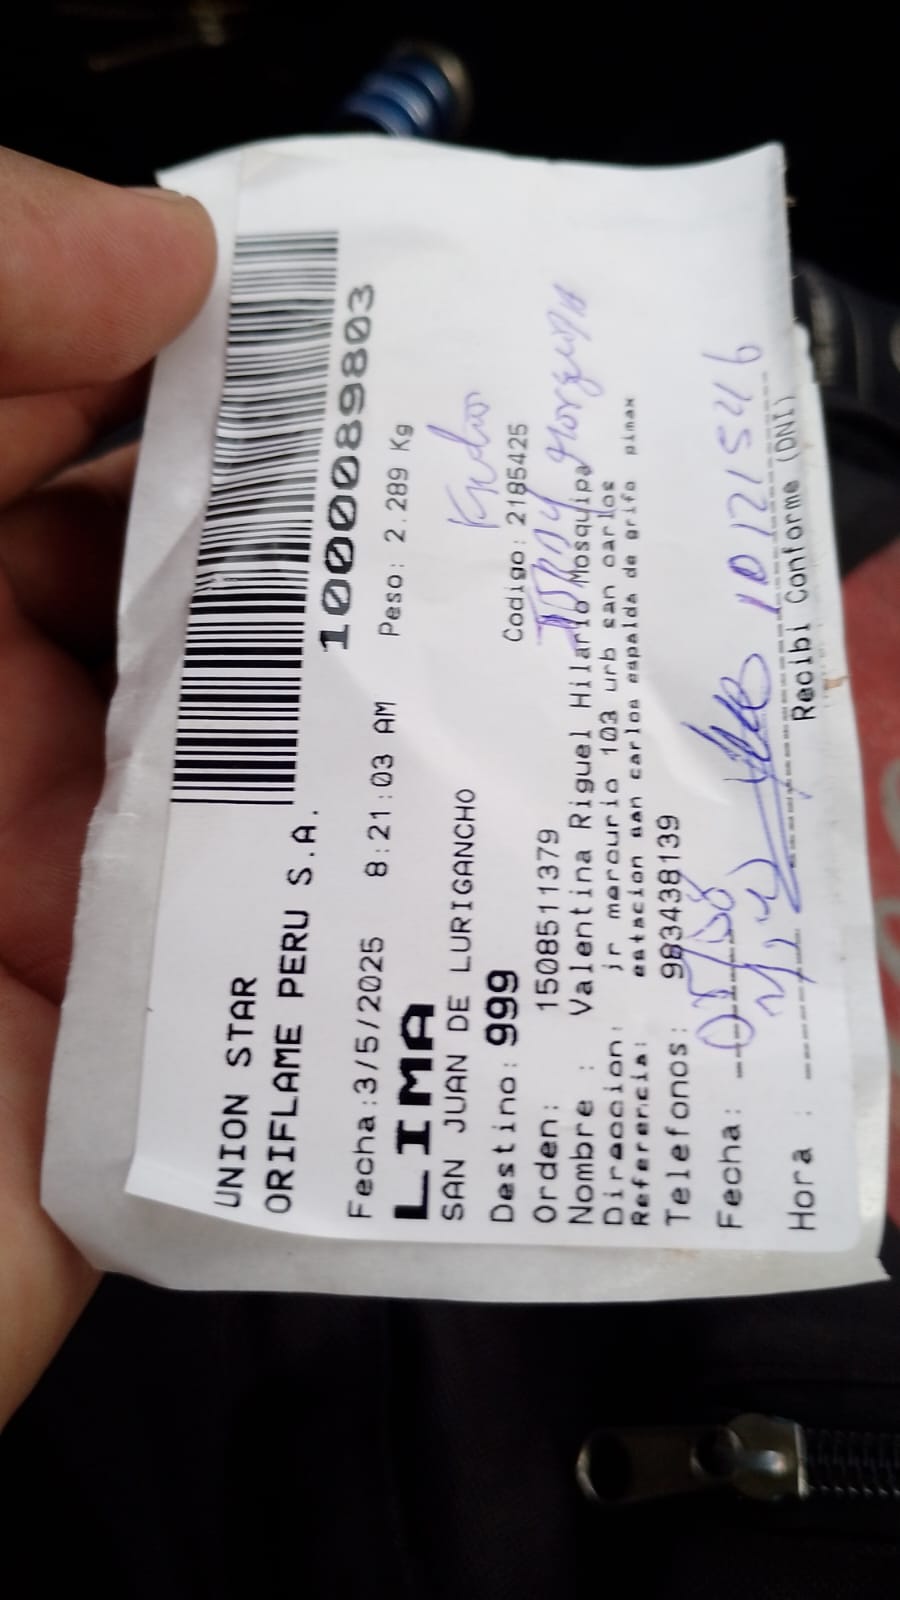 UNION STAR
ORIFLAME PERU S.A.
1000089803
Fecha:3/5/2025 8:21:03 AM Peso: 2.289 Kg
LIMA
SAN JUAN DE LURIGANCHO
Destino: 999 Codigo: 2185425
Orden: 1508511379
Nombre : Valentina Riguel Hilario Mosquipa
Direccion: jr mercurio 103 urb san carlos
Referencia: estacion san carlos espalda de grifo pimax
Telefonos: 983438139
Fecha: 10121546
Hora :
Recibi Conforme (DNI)